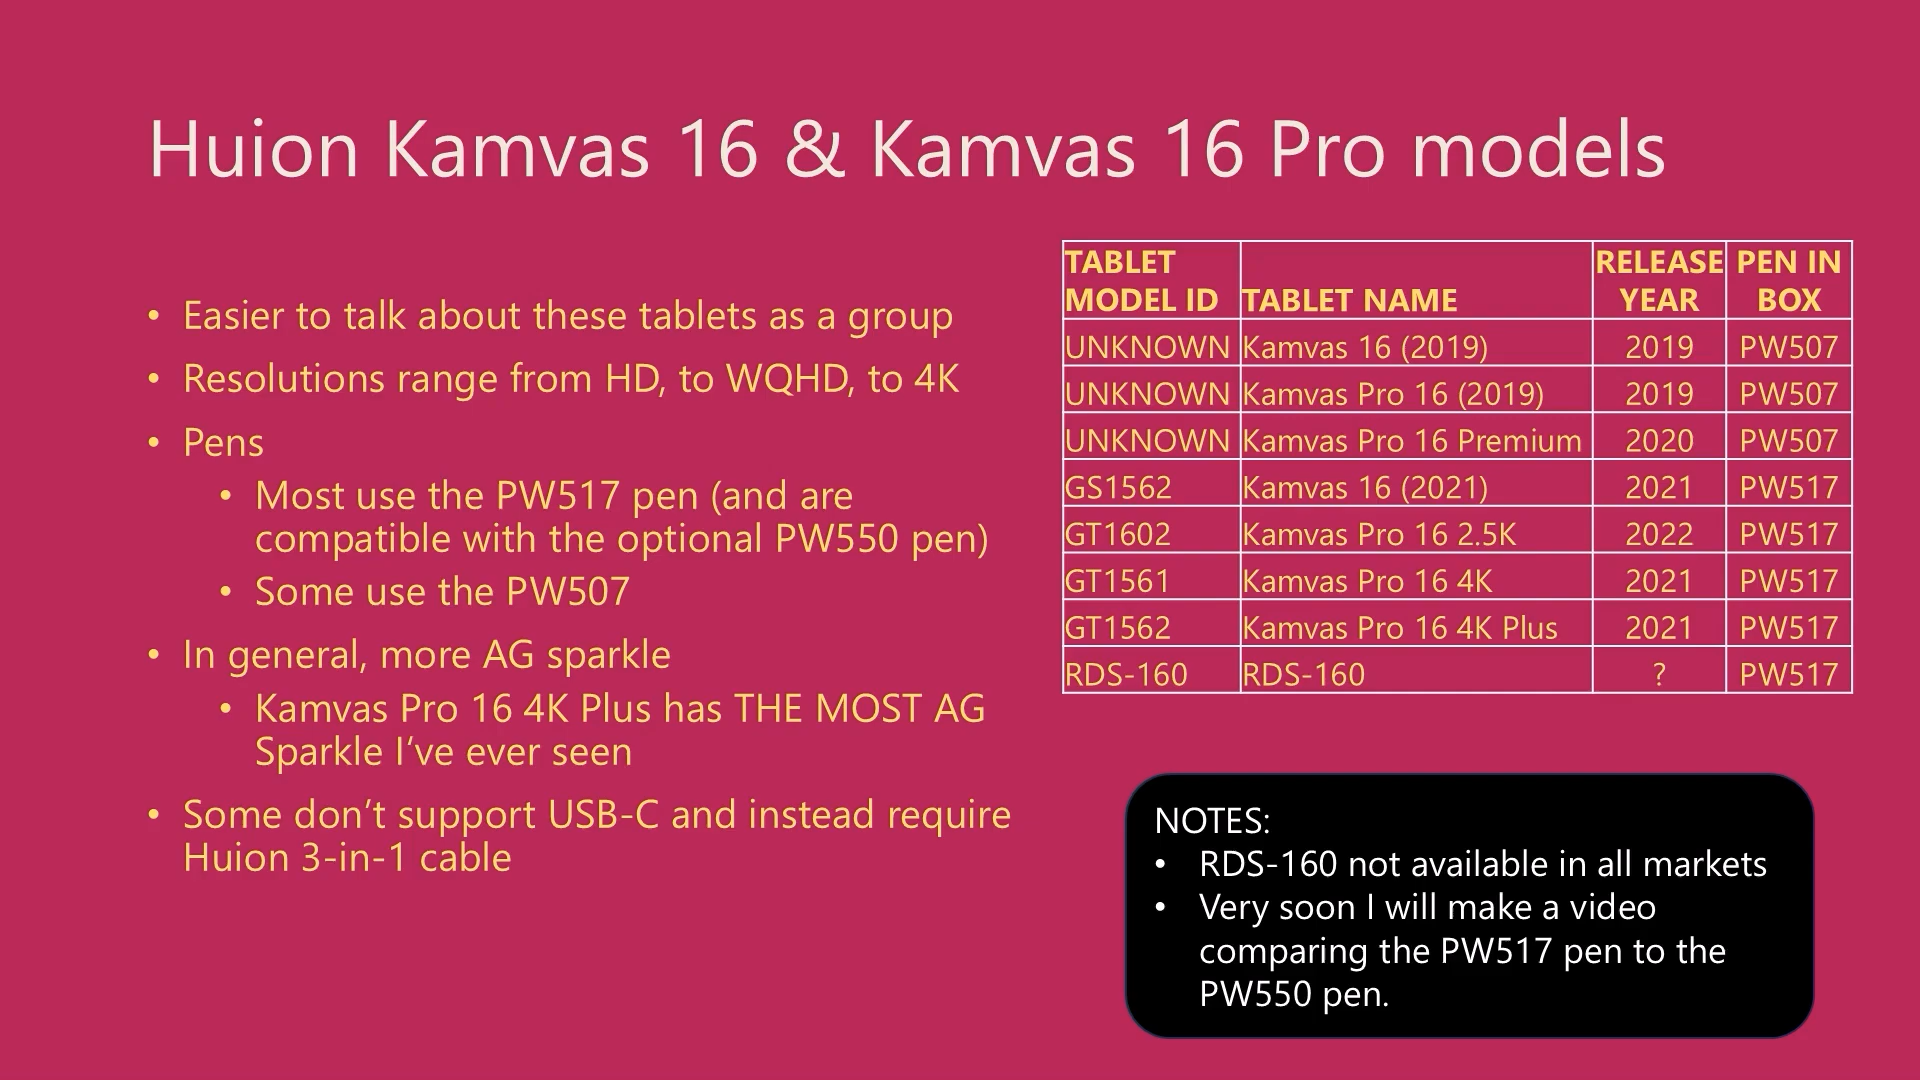 Huion Kamvas 16 & Kamvas 16 Pro models
• Easier to talk about these tablets as a group
• Resolutions range from HD, to WQHD, to 4K
• Pens
• Most use the PW517 pen (and are
compatible with the optional PW550 pen)
• Some use the PW507
• In general, more AG sparkle
• Kamvas Pro 16 4K Plus has THE MOST AG
Sparkle I‘ve ever seen
• Some don’t support USB-C and instead require
Huion 3-in-1 cable
TABLET MODEL ID TABLET NAME RELEASE YEAR PEN IN BOX
UNKNOWN Kamvas 16 (2019) 2019 PW507
UNKNOWN Kamvas Pro 16 (2019) 2019 PW507
UNKNOWN Kamvas Pro 16 Premium 2020 PW507
GS1562 Kamvas 16 (2021) 2021 PW517
GT1602 Kamvas Pro 16 2.5K 2022 PW517
GT1561 Kamvas Pro 16 4K 2021 PW517
GT1562 Kamvas Pro 16 4K Plus 2021 PW517
RDS-160 RDS-160 ? PW517
NOTES:
• RDS-160 not available in all markets
• Very soon I will make a video
comparing the PW517 pen to the
PW550 pen.